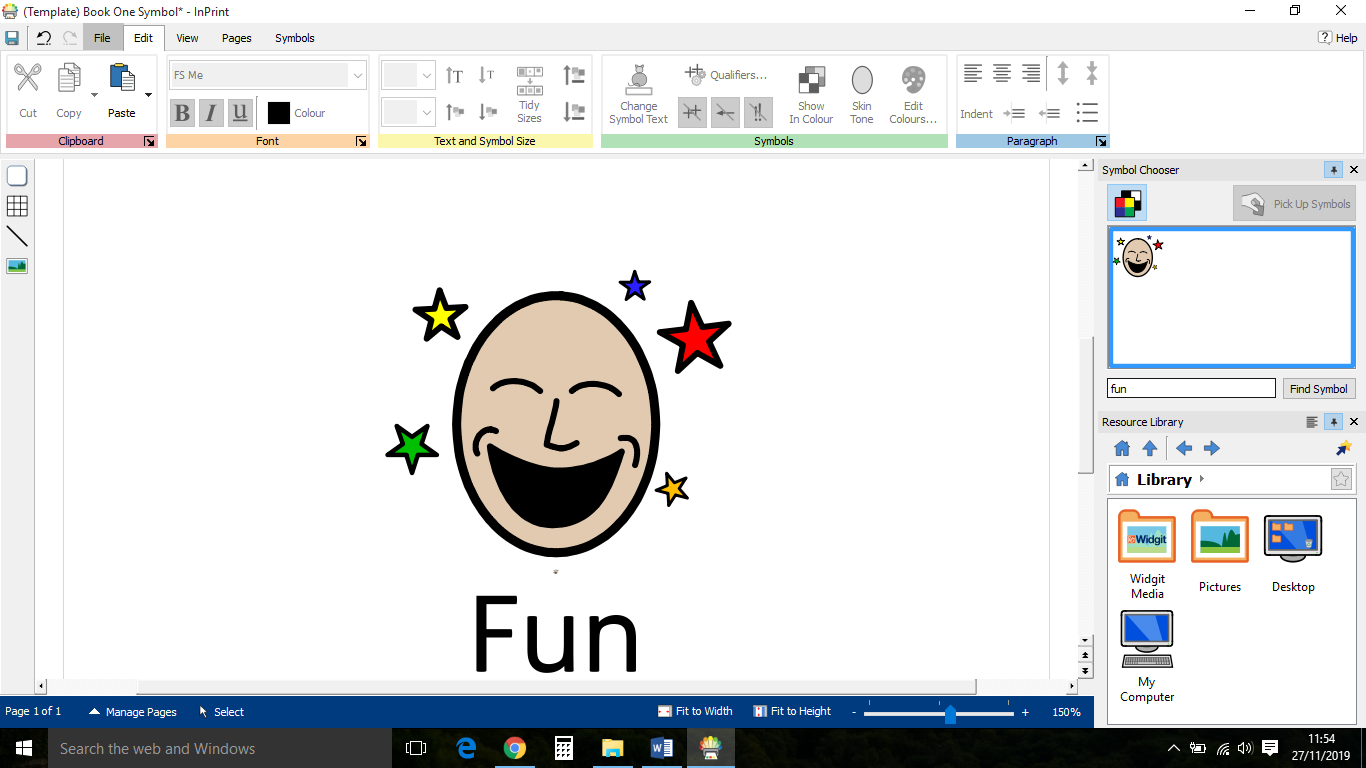 (Template) Book One Symbol* - InPrint
File Edit View Pages Symbols Help
Cut Copy Paste
Clipboard
FS Me
B I u Colour
Font
T T Tidy Sizes
Text and Symbol Size
Change Symbol Text
Qualifiers...
Show In Colour
Skin Tone
Edit Colours...
Symbols
Indent
Paragraph
Symbol Chooser
Pick Up Symbols
fun Find Symbol
Resource Library
Library
Widgit
Widgit Media
Pictures
Desktop
My Computer
Fun
Page 1 of 1 Manage Pages Select Fit to Width Fit to Height - + 150%
Search the web and Windows
11:54
27/11/2019